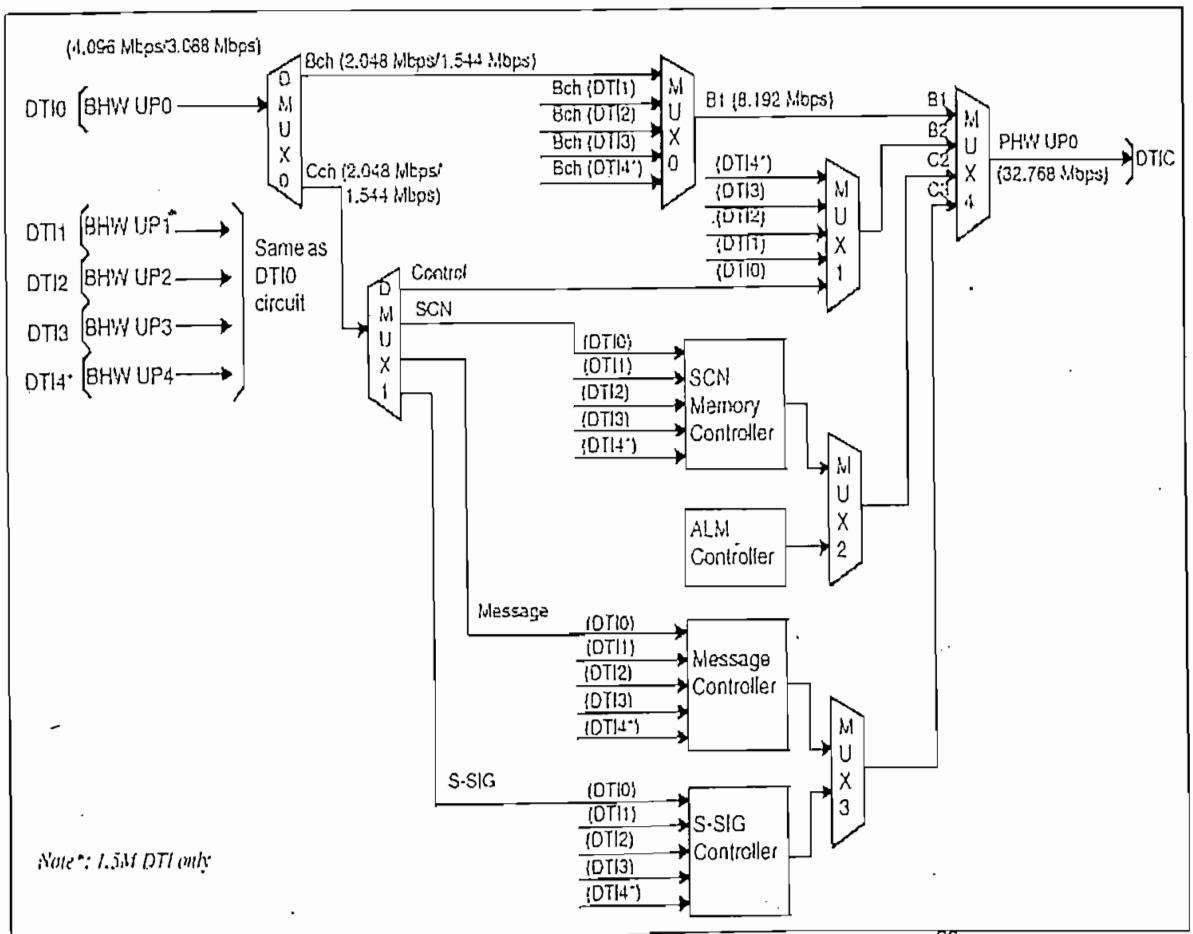 (4.096 Mbps/3.088 Mbps)
DTI0
BHW UP0
D
M
U
X
0
Bch (2.048 Mbps/1.544 Mbps)
Cch (2.048 Mbps/
1.544 Mbps)
Bch (DTI1)
Bch (DTI2)
Bch (DTI3)
Bch (DTI4*)
M
U
X
0
B1 (8.192 Mbps)
B1
B2
C2
C3
M
U
X
4
PHW UP0
(32.768 Mbps)
DTIC
(DTI4*)
(DTI3)
(DTI2)
(DTI1)
(DTI0)
M
U
X
1
DTI1
BHW UP1*
DTI2
BHW UP2
DTI3
BHW UP3
DTI4*
BHW UP4
Same as
DTI0
circuit
D
M
U
X
1
Control
SCN
(DTI0)
(DTI1)
(DTI2)
(DTI3)
(DTI4*)
SCN
Memory
Controller
ALM
Controller
M
U
X
2
Message
(DTI0)
(DTI1)
(DTI2)
(DTI3)
(DTI4*)
Message
Controller
S-SIG
(DTI0)
(DTI1)
(DTI2)
(DTI3)
(DTI4*)
S-SIG
Controller
M
U
X
3
Note*: 1.5M DTI only